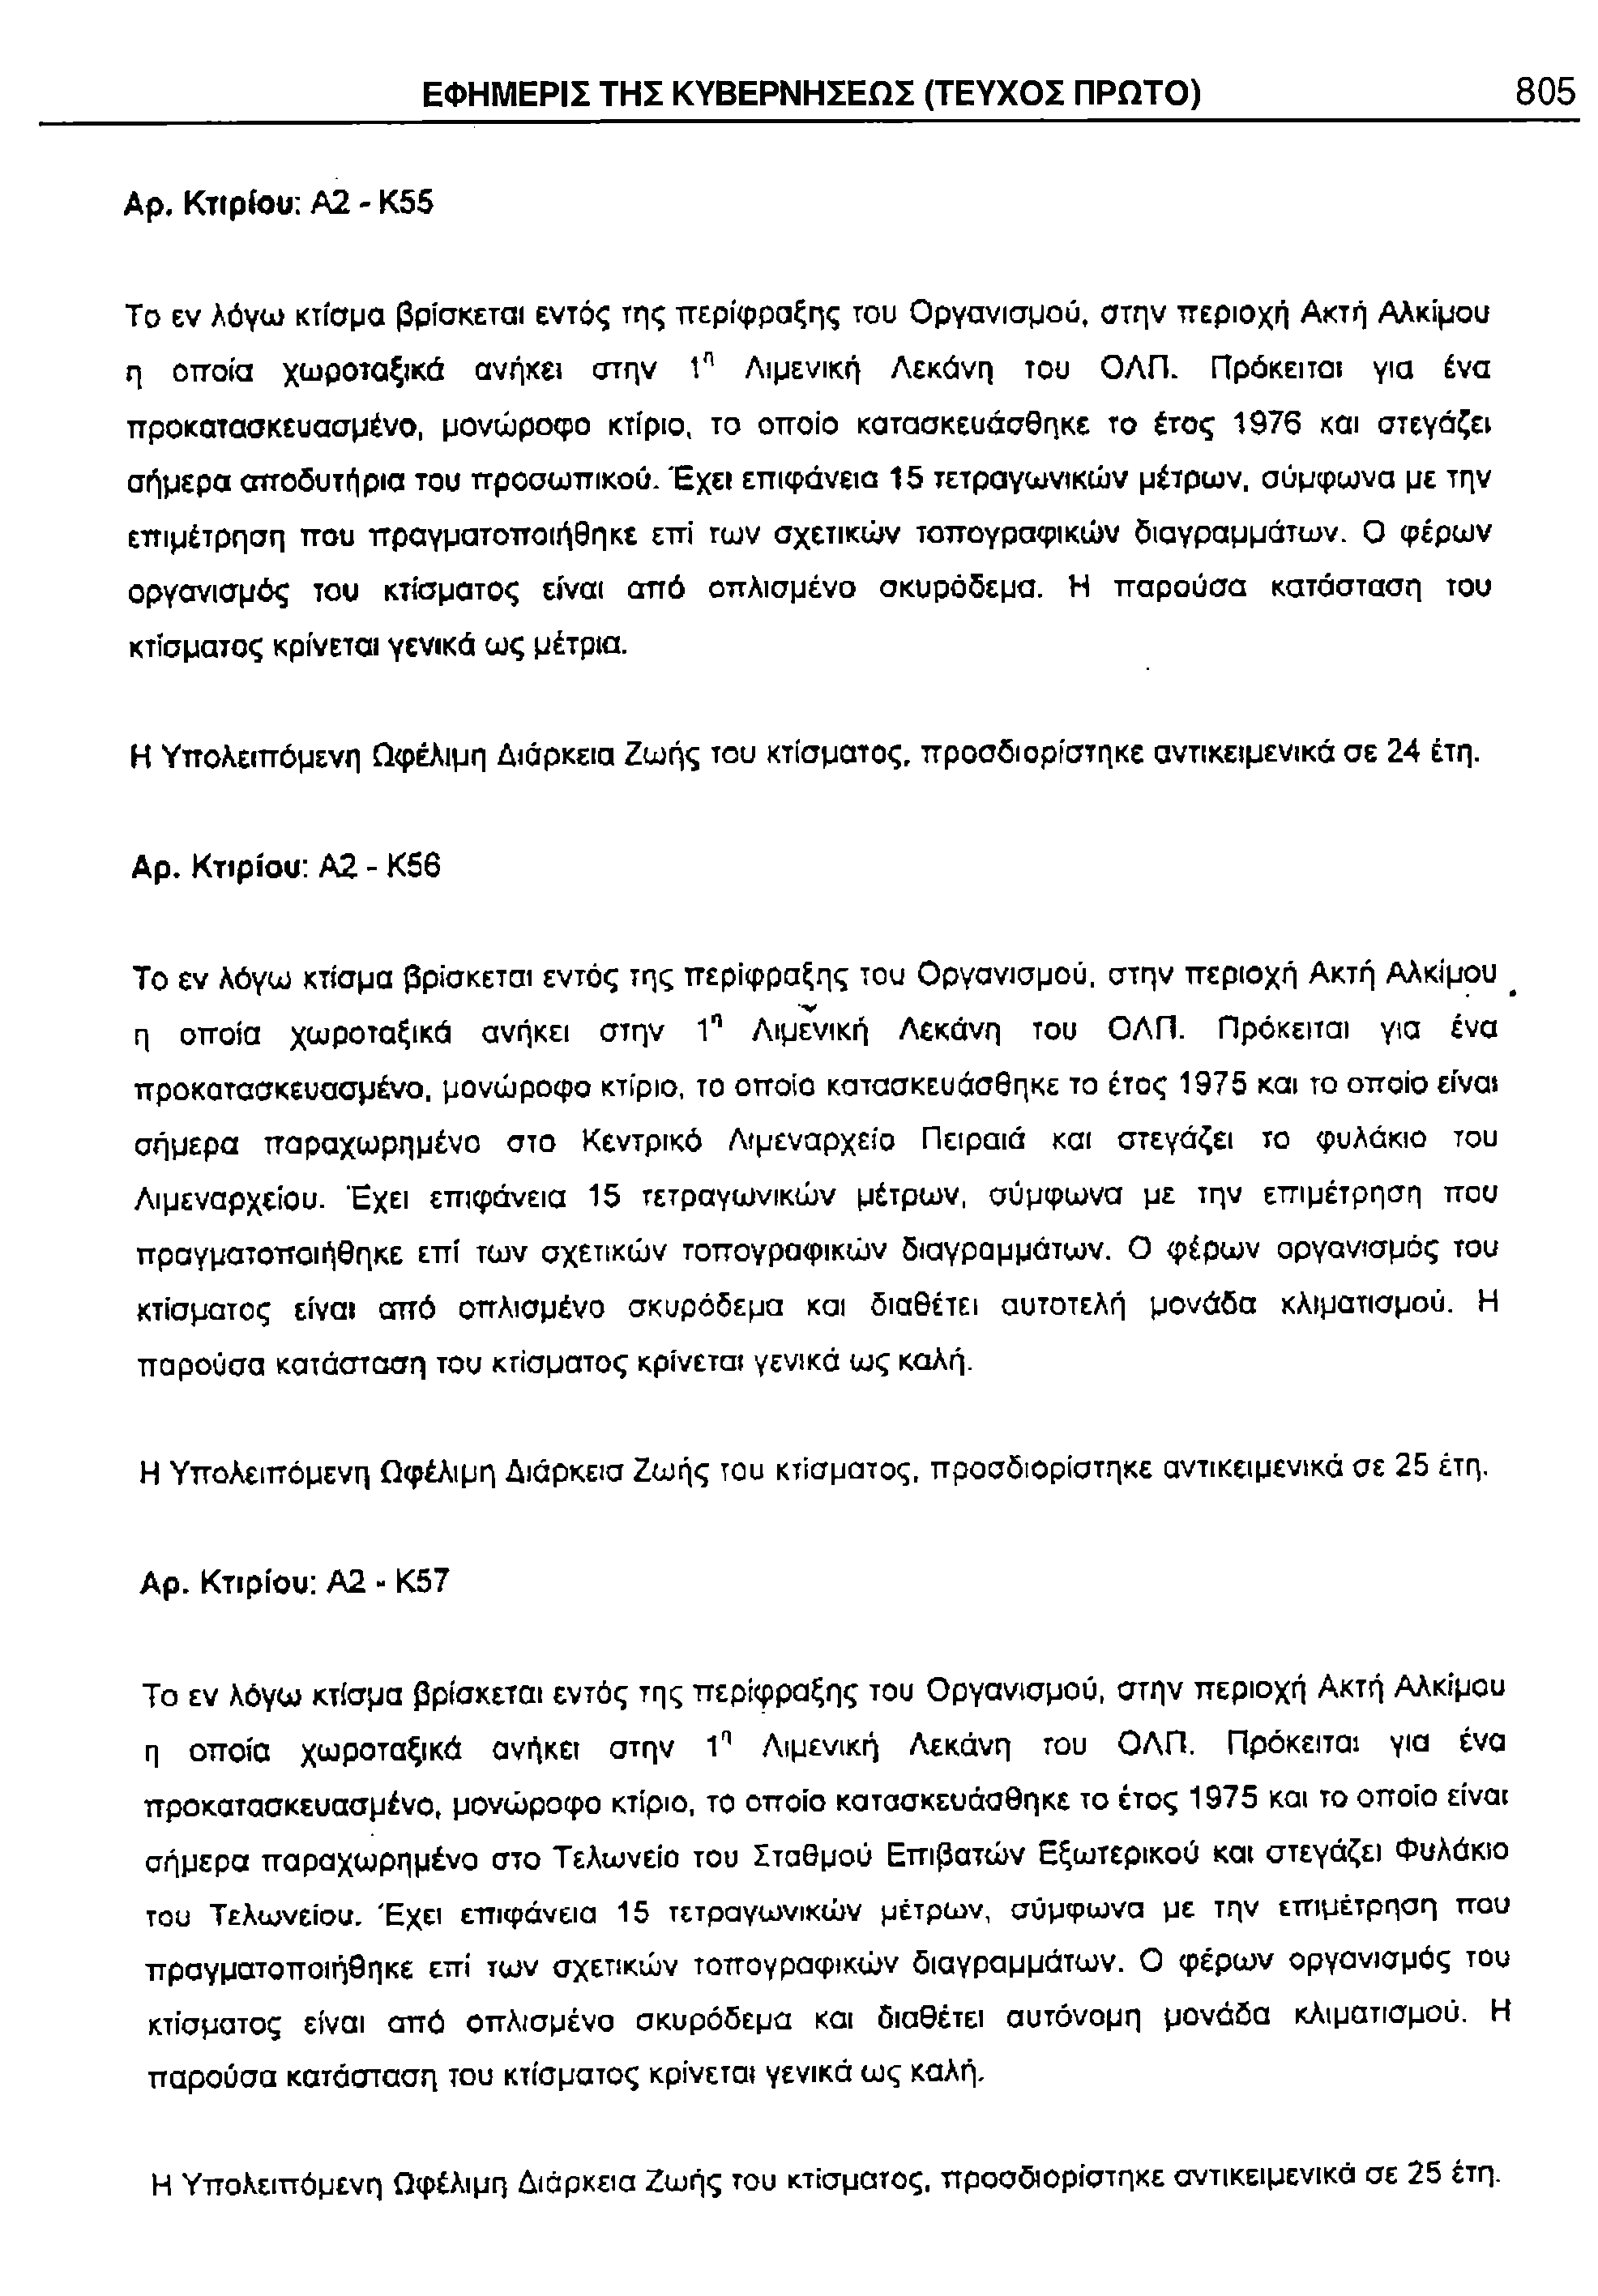 ΕΦΗΜΕΡΙΣ ΤΗΣ ΚΥΒΕΡΝΗΣΕΩΣ (ΤΕΥΧΟΣ ΠΡΩΤΟ) 805
Αρ. Κτιρίου: Α2 - Κ55
Το εν λόγω κτίσμα βρίσκεται εντός της περίφραξης του Οργανισμού, στην περιοχή Ακτή Αλκίμου
η οποία χωροταξικά ανήκει στην 1η Λιμενική Λεκάνη του ΟΛΠ. Πρόκειται για ένα
προκατασκευασμένο, μονώροφο κτίριο, το οποίο κατασκευάσθηκε το έτος 1976 και στεγάζει
σήμερα αποδυτήρια του προσωπικού. Έχει επιφάνεια 15 τετραγωνικών μέτρων, σύμφωνα με την
επιμέτρηση που πραγματοποιήθηκε επί των σχετικών τοπογραφικών διαγραμμάτων. Ο φέρων
οργανισμός του κτίσματος είναι από οπλισμένο σκυρόδεμα. Η παρούσα κατάσταση του
κτίσματος κρίνεται γενικά ως μέτρια.
Η Υπολειπόμενη Ωφέλιμη Διάρκεια Ζωής του κτίσματος, προσδιορίστηκε αντικειμενικά σε 24 έτη.
Αρ. Κτιρίου: Α2 - Κ56
Το εν λόγω κτίσμα βρίσκεται εντός της περίφραξης του Οργανισμού, στην περιοχή Ακτή Αλκίμου
η οποία χωροταξικά ανήκει στην 1η Λιμενική Λεκάνη του ΟΛΠ. Πρόκειται για ένα
προκατασκευασμένο, μονώροφο κτίριο, το οποίο κατασκευάσθηκε το έτος 1975 και το οποίο είναι
σήμερα παραχωρημένο στο Κεντρικό Λιμεναρχείο Πειραιά και στεγάζει το φυλάκιο του
Λιμεναρχείου. Έχει επιφάνεια 15 τετραγωνικών μέτρων, σύμφωνα με την επιμέτρηση που
πραγματοποιήθηκε επί των σχετικών τοπογραφικών διαγραμμάτων. Ο φέρων οργανισμός του
κτίσματος είναι από οπλισμένο σκυρόδεμα και διαθέτει αυτοτελή μονάδα κλιματισμού. Η
παρούσα κατάσταση του κτίσματος κρίνεται γενικά ως καλή.
Η Υπολειπόμενη Ωφέλιμη Διάρκεια Ζωής του κτίσματος, προσδιορίστηκε αντικειμενικά σε 25 έτη.
Αρ. Κτιρίου: Α2 - Κ57
Το εν λόγω κτίσμα βρίσκεται εντός της περίφραξης του Οργανισμού, στην περιοχή Ακτή Αλκίμου
η οποία χωροταξικά ανήκει στην 1η Λιμενική Λεκάνη του ΟΛΠ. Πρόκειται για ένα
προκατασκευασμένο, μονώροφο κτίριο, το οποίο κατασκευάσθηκε το έτος 1975 και το οποίο είναι
σήμερα παραχωρημένο στο Τελωνείο του Σταθμού Επιβατών Εξωτερικού και στεγάζει Φυλάκιο
του Τελωνείου. Έχει επιφάνεια 15 τετραγωνικών μέτρων, σύμφωνα με την επιμέτρηση που
πραγματοποιήθηκε επί των σχετικών τοπογραφικών διαγραμμάτων. Ο φέρων οργανισμός του
κτίσματος είναι από οπλισμένο σκυρόδεμα και διαθέτει αυτόνομη μονάδα κλιματισμού. Η
παρούσα κατάσταση του κτίσματος κρίνεται γενικά ως καλή.
Η Υπολειπόμενη Ωφέλιμη Διάρκεια Ζωής του κτίσματος, προσδιορίστηκε αντικειμενικά σε 25 έτη.